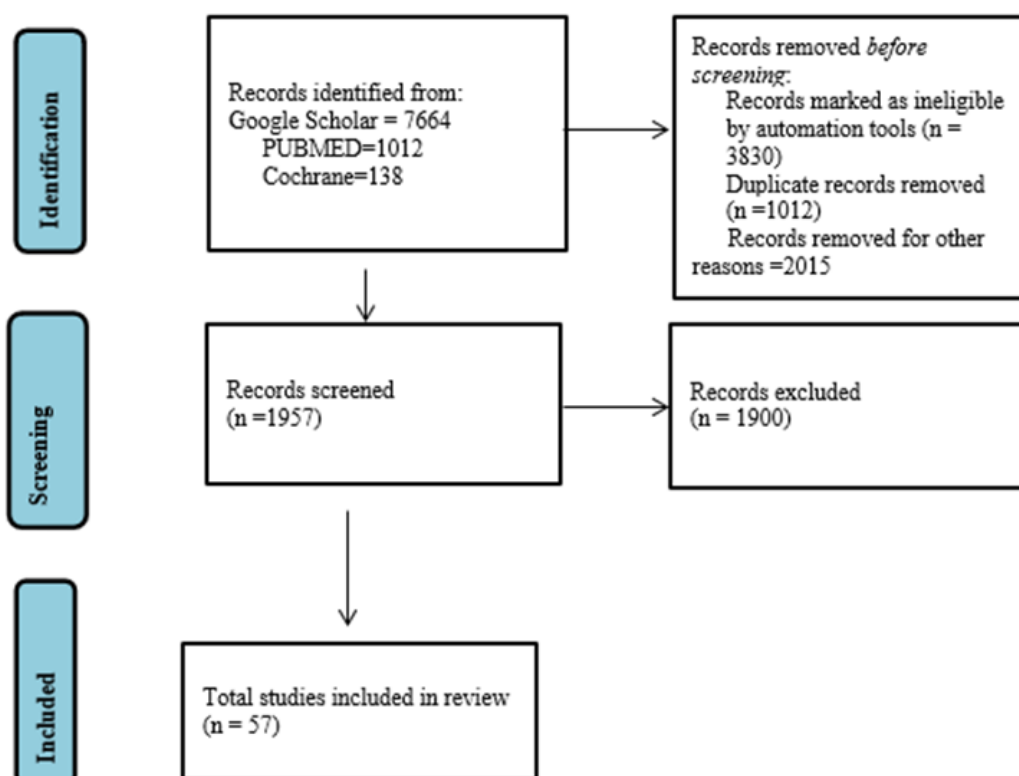 Identification
Records identified from:
Google Scholar = 7664
PUBMED=1012
Cochrane=138
Records removed before
screening:
Records marked as ineligible
by automation tools (n =
3830)
Duplicate records removed
(n =1012)
Records removed for other
reasons =2015
Screening
Records screened
(n =1957)
Records excluded
(n = 1900)
Included
Total studies included in review
(n = 57)